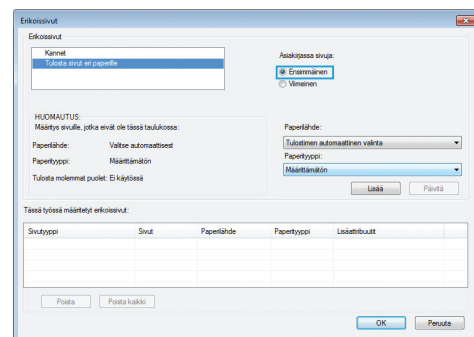 Erikoissivut
Erikoissivut
Kannet
Tulosta sivut eri paperille
Asiakirjassa sivuja:
Ensimmäinen
Viimeinen
HUOMAUTUS:
Määritys sivuille, jotka eivät ole tässä taulukossa:
Paperilähde: Valitse automaattisest
Paperityyppi: Määrittämätön
Tulosta molemmat puolet: Ei käytössä
Paperilähde:
Tulostimen automaattinen valinta
Paperityyppi:
Määrittämätön
Lisää Päivitä
Tässä työssä määritetyt erikoissivut:
Sivutyyppi Sivut Paperilähde Paperityyppi Lisäattribuutit
Poista Poista kaikki
OK Peruuta